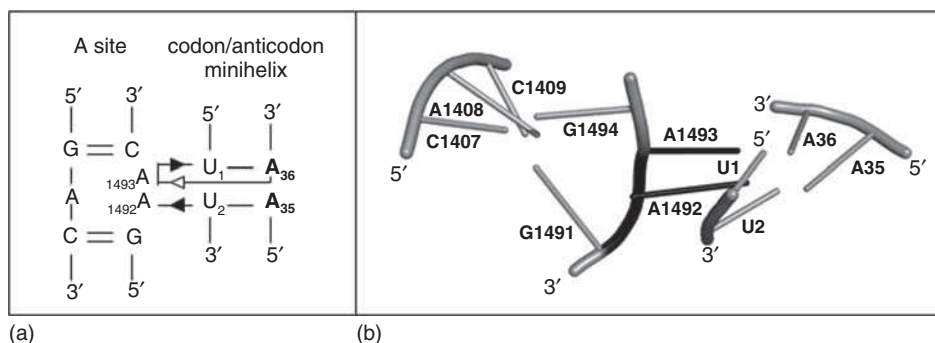 A site
codon/anticodon
minihelix
5′ 3′
5′ 3′
G C
1493A U1 A36
A
1492A U2 A35
C G
3′ 5′
3′ 5′
(a)
C1409
A1408
C1407
5′
G1494
A1493
3′
5′
A36
U1
A35
5′
A1492
G1491
U2
3′
3′
(b)